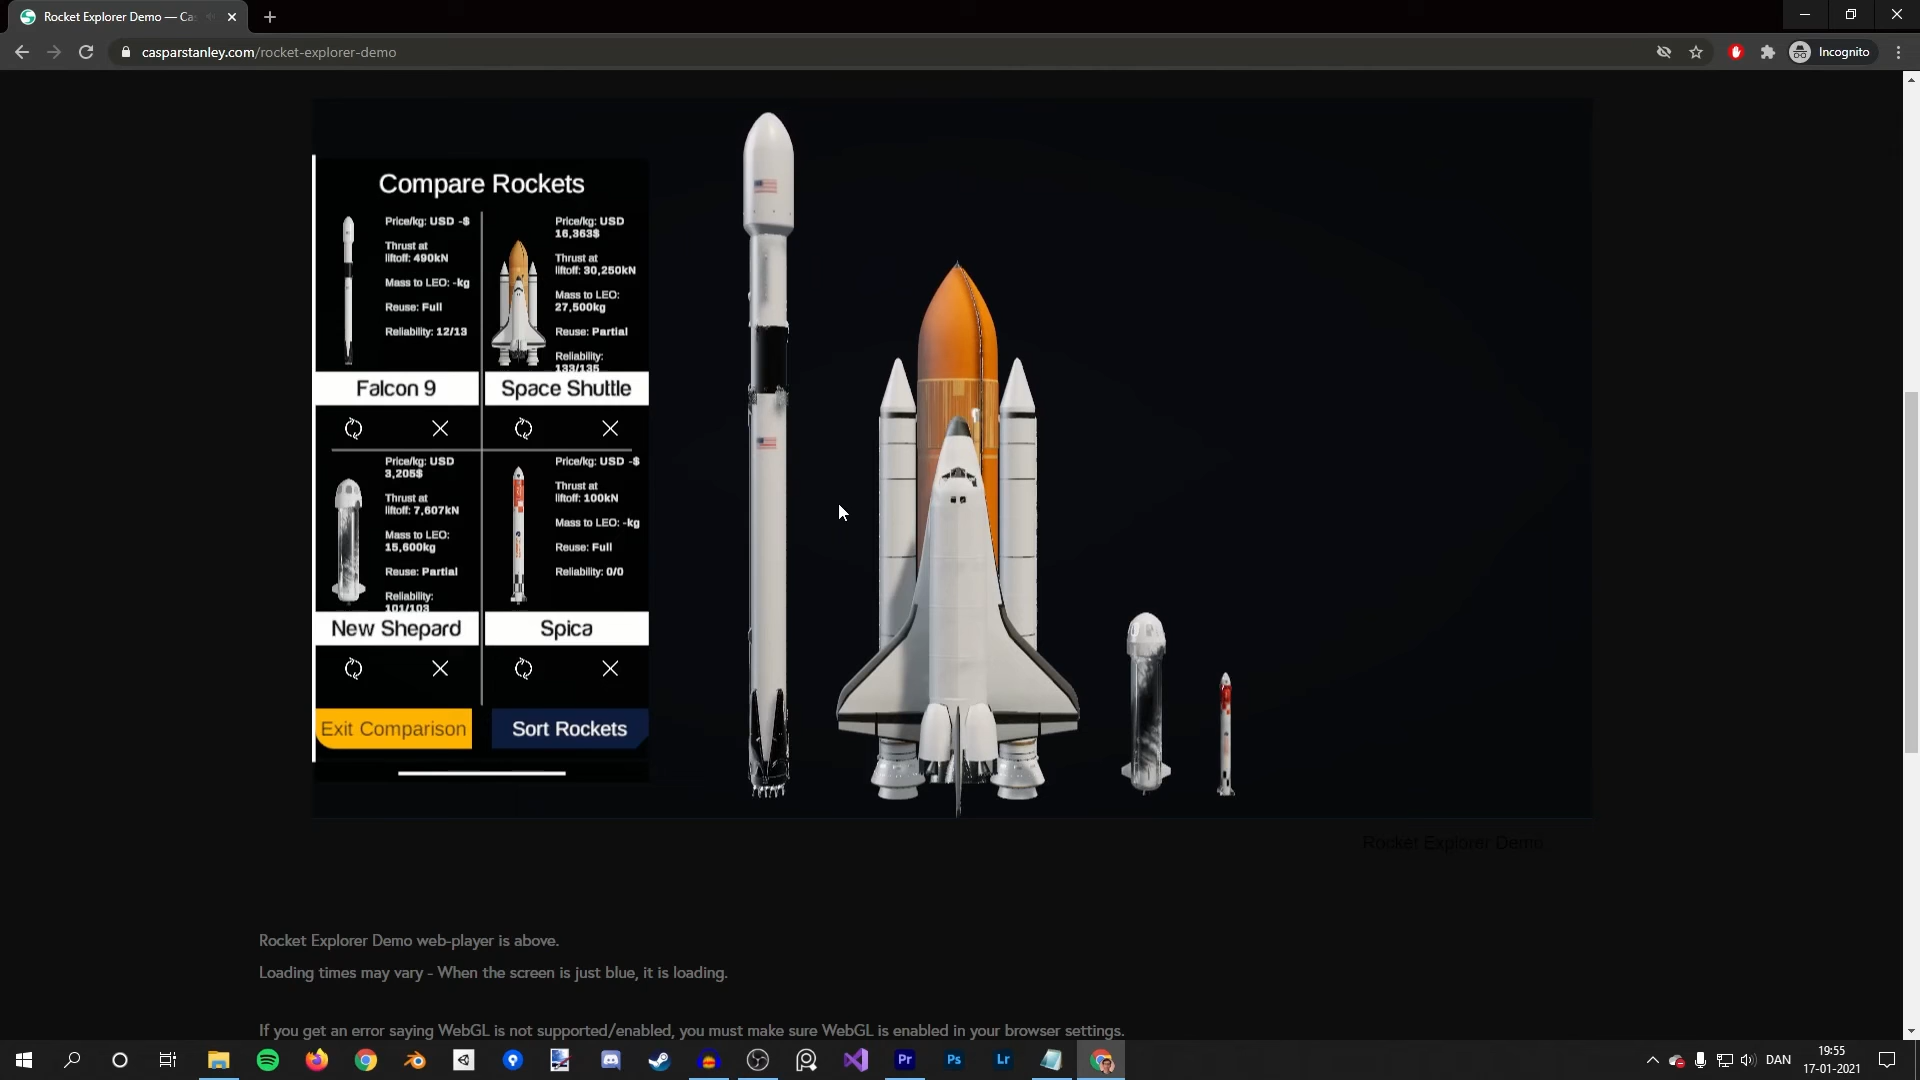 Rocket Explorer Demo — Ca
casparstanley.com/rocket-explorer-demo
Incognito
Compare Rockets
Price/kg: USD -$
Thrust at
liftoff: 490kN
Mass to LEO: -kg
Reuse: Full
Reliability: 12/13
Falcon 9
Price/kg: USD
16,363$
Thrust at
liftoff: 30,250kN
Mass to LEO:
27,500kg
Reuse: Partial
Reliability:
133/135
Space Shuttle
Price/kg: USD
3,205$
Thrust at
liftoff: 7,607kN
Mass to LEO:
15,600kg
Reuse: Partial
Reliability:
101/103
New Shepard
Price/kg: USD -$
Thrust at
liftoff: 100kN
Mass to LEO: -kg
Reuse: Full
Reliability: 0/0
Spica
Exit Comparison
Sort Rockets
Rocket Explorer Demo
Rocket Explorer Demo web-player is above.
Loading times may vary - When the screen is just blue, it is loading.
If you get an error saying WebGL is not supported/enabled, you must make sure WebGL is enabled in your browser settings.
Pr
Ps
Lr
DAN
19:55
17-01-2021